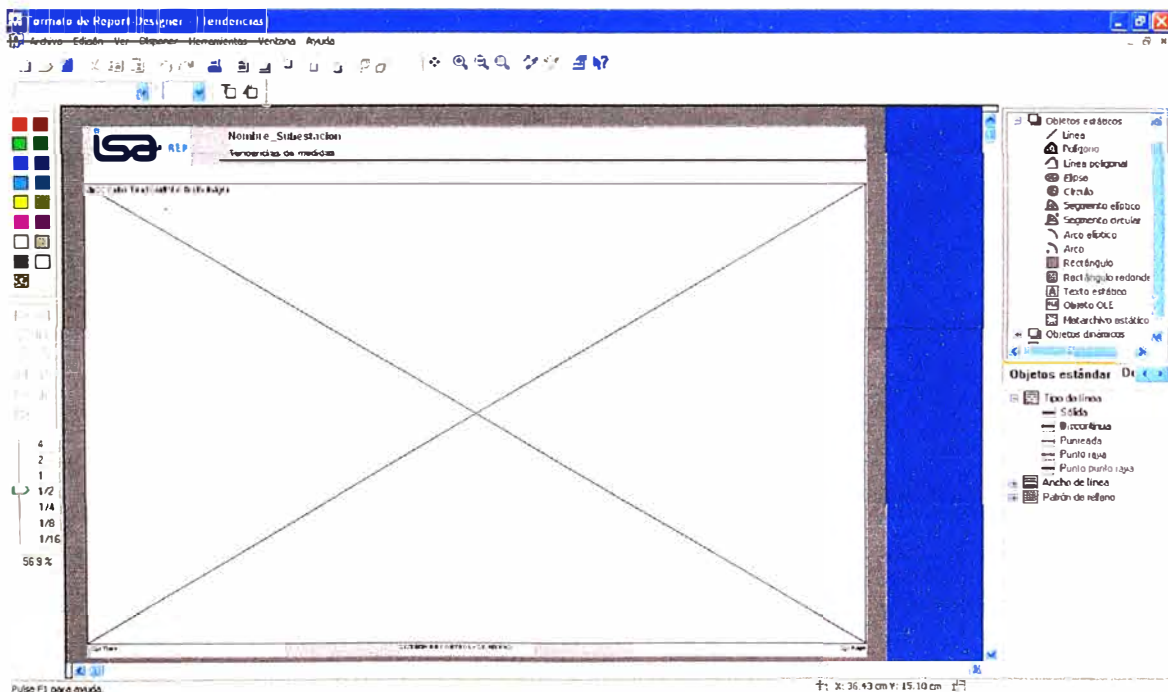 Formato de Report Designer - [Tendencias]
Archivo Edición Ver Disponer Herramientas Ventana Ayuda
isa REP
Nombre_Subestacion
Tendencias de medidas
4
2
1
1/2
1/4
1/8
1/16
56.9 %
Objetos estáticos
Línea
Polígono
Línea poligonal
Elipse
Círculo
Segmento elíptico
Segmento circular
Arco elíptico
Arco
Rectángulo
Rectángulo redonde
Texto estático
Objeto OLE
Metarchivo estático
Objetos dinámicos
Objetos estándar
Tipo de línea
Sólida
Discontinua
Punteada
Punto raya
Punto punto raya
Ancho de línea
Patrón de relleno
Pulse F1 para ayuda.
X: 36.43 cm Y: 15.10 cm